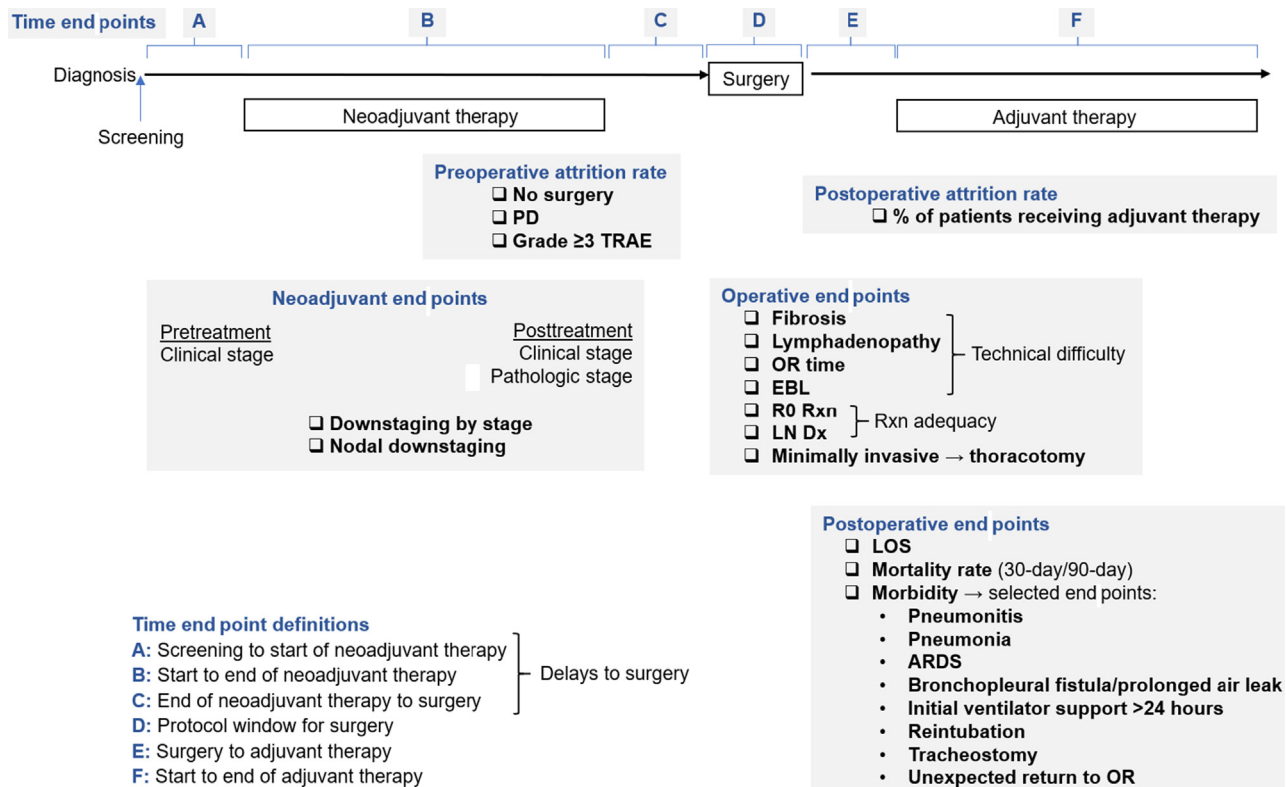 Time end points
A
B
C
D
E
F
Diagnosis
Surgery
Neoadjuvant therapy
Adjuvant therapy
Screening
Preoperative attrition rate
❑ No surgery
❑ PD
❑ Grade ≥3 TRAE
Postoperative attrition rate
❑ % of patients receiving adjuvant therapy
Neoadjuvant end points
Pretreatment
Clinical stage
Posttreatment
Clinical stage
Pathologic stage
❑ Downstaging by stage
❑ Nodal downstaging
Operative end points
❑ Fibrosis
❑ Lymphadenopathy
❑ OR time
❑ EBL
Technical difficulty
❑ R0 Rxn
❑ LN Dx
Rxn adequacy
❑ Minimally invasive → thoracotomy
Postoperative end points
❑ LOS
❑ Mortality rate (30-day/90-day)
❑ Morbidity → selected end points:
• Pneumonitis
• Pneumonia
• ARDS
• Bronchopleural fistula/prolonged air leak
• Initial ventilator support >24 hours
• Reintubation
• Tracheostomy
• Unexpected return to OR
Time end point definitions
A: Screening to start of neoadjuvant therapy
B: Start to end of neoadjuvant therapy
C: End of neoadjuvant therapy to surgery
Delays to surgery
D: Protocol window for surgery
E: Surgery to adjuvant therapy
F: Start to end of adjuvant therapy